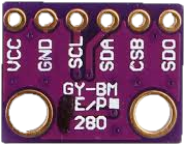 VCC GND SCL SDA CSB SDO
GY-BM
E/P
280